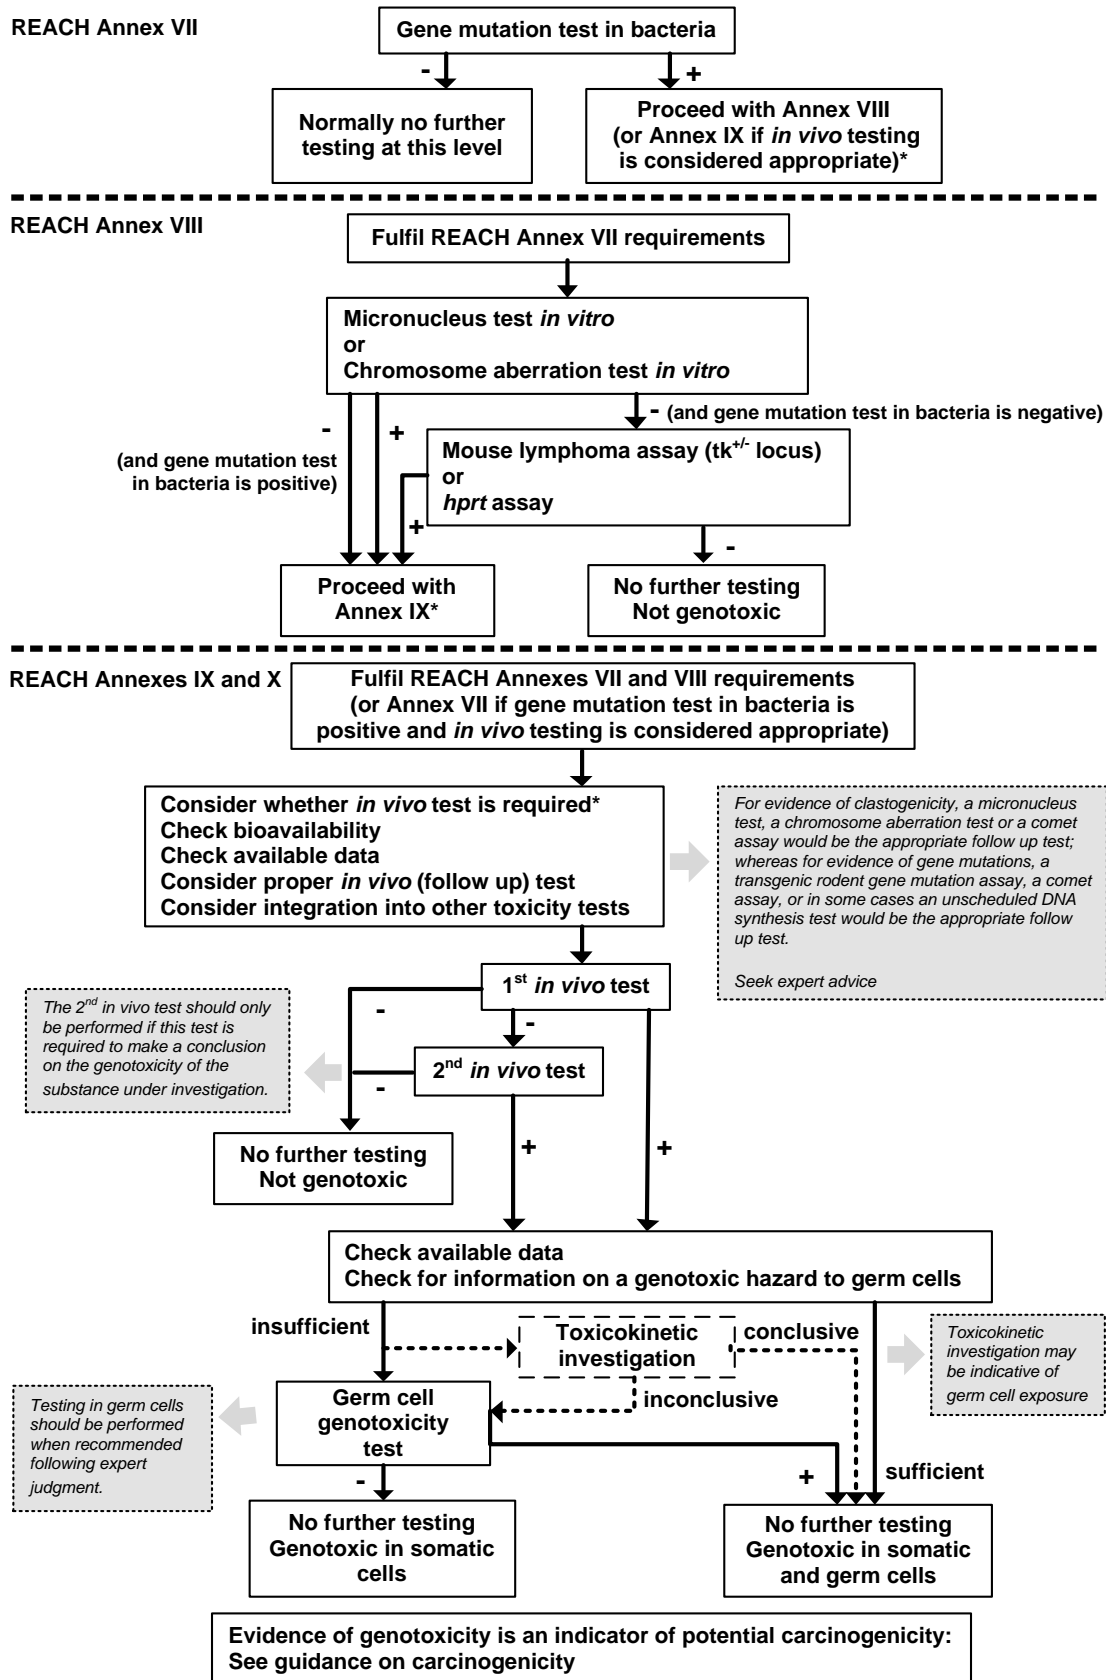 REACH Annex VII
Gene mutation test in bacteria
-
+
Normally no further
testing at this level
Proceed with Annex VIII
(or Annex IX if in vivo testing
is considered appropriate)*
REACH Annex VIII
Fulfil REACH Annex VII requirements
Micronucleus test in vitro
or
Chromosome aberration test in vitro
-
(and gene mutation test
in bacteria is positive)
+
- (and gene mutation test in bacteria is negative)
Mouse lymphoma assay (tk+/- locus)
or
hprt assay
+
-
Proceed with
Annex IX*
No further testing
Not genotoxic
REACH Annexes IX and X
Fulfil REACH Annexes VII and VIII requirements
(or Annex VII if gene mutation test in bacteria is
positive and in vivo testing is considered appropriate)
Consider whether in vivo test is required*
Check bioavailability
Check available data
Consider proper in vivo (follow up) test
Consider integration into other toxicity tests
For evidence of clastogenicity, a micronucleus
test, a chromosome aberration test or a comet
assay would be the appropriate follow up test;
whereas for evidence of gene mutations, a
transgenic rodent gene mutation assay, a comet
assay, or in some cases an unscheduled DNA
synthesis test would be the appropriate follow
up test.
Seek expert advice
1st in vivo test
-
-
The 2nd in vivo test should only
be performed if this test is
required to make a conclusion
on the genotoxicity of the
substance under investigation.
2nd in vivo test
-
No further testing
Not genotoxic
+
+
Check available data
Check for information on a genotoxic hazard to germ cells
insufficient
Toxicokinetic
investigation
conclusive
inconclusive
Toxicokinetic
investigation may
be indicative of
germ cell exposure
Testing in germ cells
should be performed
when recommended
following expert
judgment.
Germ cell
genotoxicity
test
-
+
sufficient
No further testing
Genotoxic in somatic
cells
No further testing
Genotoxic in somatic
and germ cells
Evidence of genotoxicity is an indicator of potential carcinogenicity:
See guidance on carcinogenicity